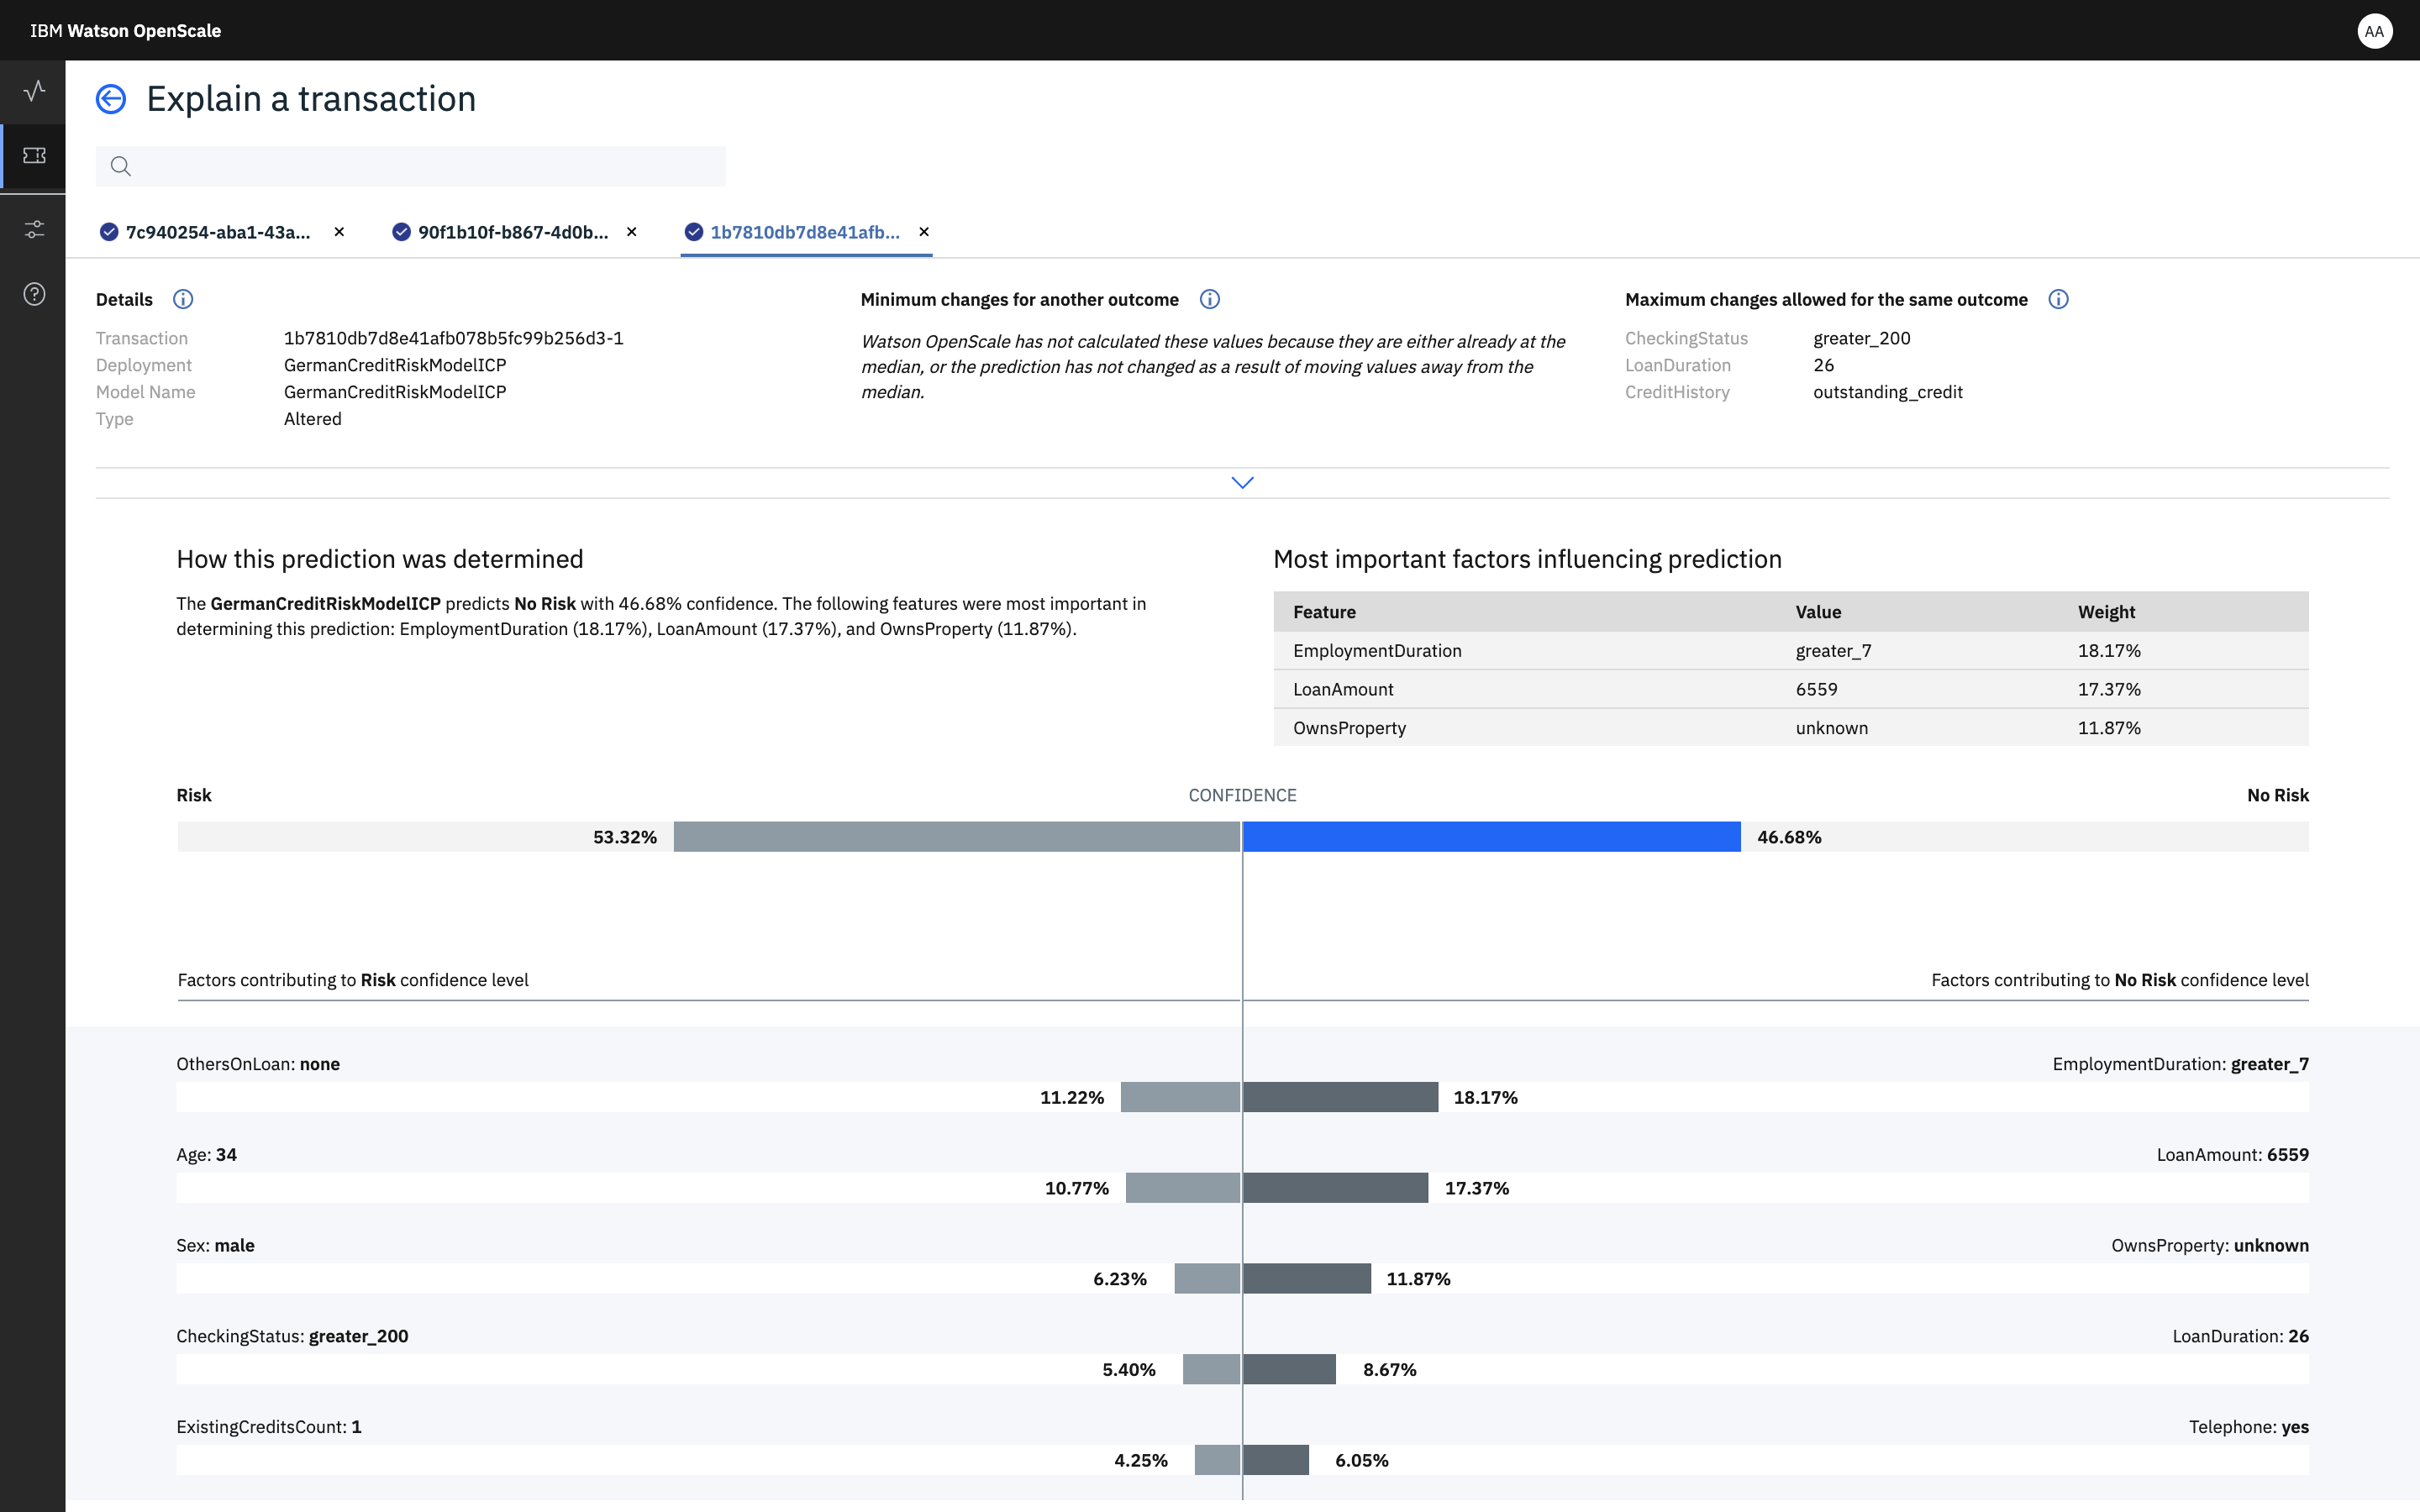 IBM Watson OpenScale
AA
Explain a transaction
7c940254-aba1-43a...
90f1b10f-b867-4d0b...
1b7810db7d8e41afb...
Details
Transaction 1b7810db7d8e41afb078b5fc99b256d3-1
Deployment GermanCreditRiskModelICP
Model Name GermanCreditRiskModelICP
Type Altered
Minimum changes for another outcome
Watson OpenScale has not calculated these values because they are either already at the
median, or the prediction has not changed as a result of moving values away from the
median.
Maximum changes allowed for the same outcome
CheckingStatus greater_200
LoanDuration 26
CreditHistory outstanding_credit
How this prediction was determined
The GermanCreditRiskModelICP predicts No Risk with 46.68% confidence. The following features were most important in
determining this prediction: EmploymentDuration (18.17%), LoanAmount (17.37%), and OwnsProperty (11.87%).
Most important factors influencing prediction
Feature Value Weight
EmploymentDuration greater_7 18.17%
LoanAmount 6559 17.37%
OwnsProperty unknown 11.87%
Risk CONFIDENCE No Risk
53.32% 46.68%
Factors contributing to Risk confidence level
Factors contributing to No Risk confidence level
OthersOnLoan: none EmploymentDuration: greater_7
11.22% 18.17%
Age: 34 LoanAmount: 6559
10.77% 17.37%
Sex: male OwnsProperty: unknown
6.23% 11.87%
CheckingStatus: greater_200 LoanDuration: 26
5.40% 8.67%
ExistingCreditsCount: 1 Telephone: yes
4.25% 6.05%